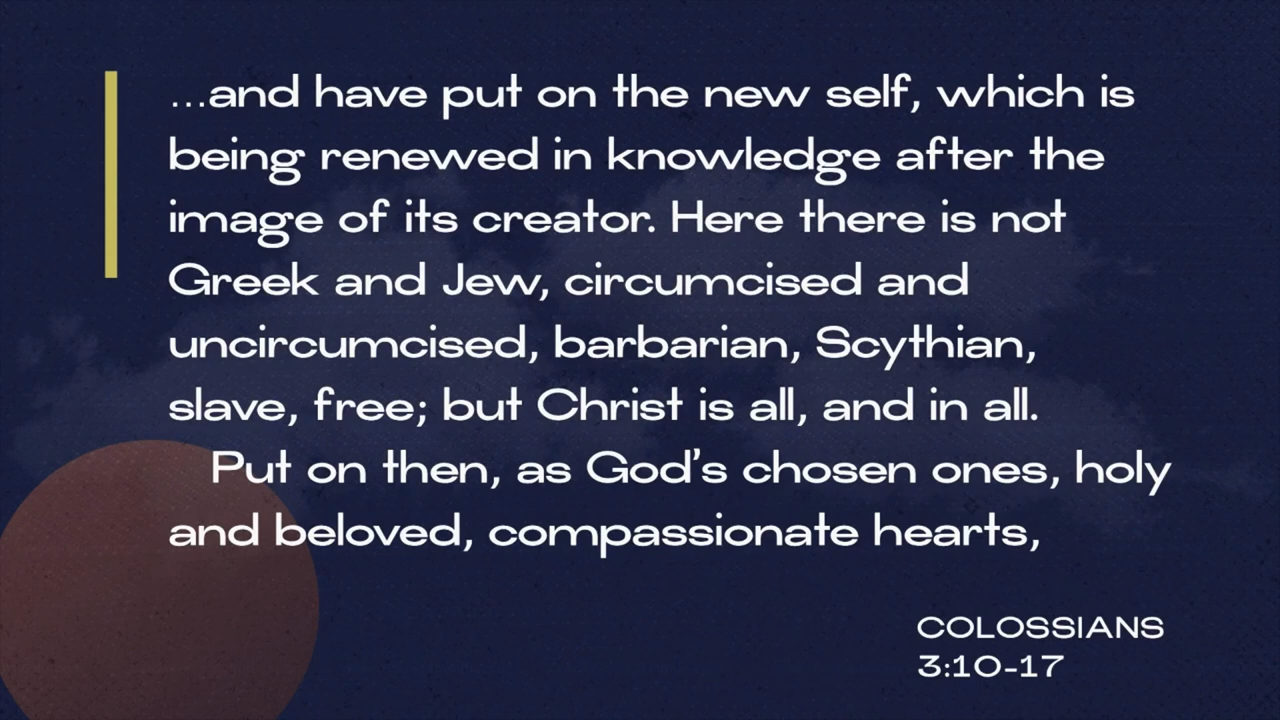 ...and have put on the new self, which is
being renewed in knowledge after the
image of its creator. Here there is not
Greek and Jew, circumcised and
uncircumcised, barbarian, Scythian,
slave, free; but Christ is all, and in all.
Put on then, as God's chosen ones, holy
and beloved, compassionate hearts,
COLOSSIANS
3:10-17